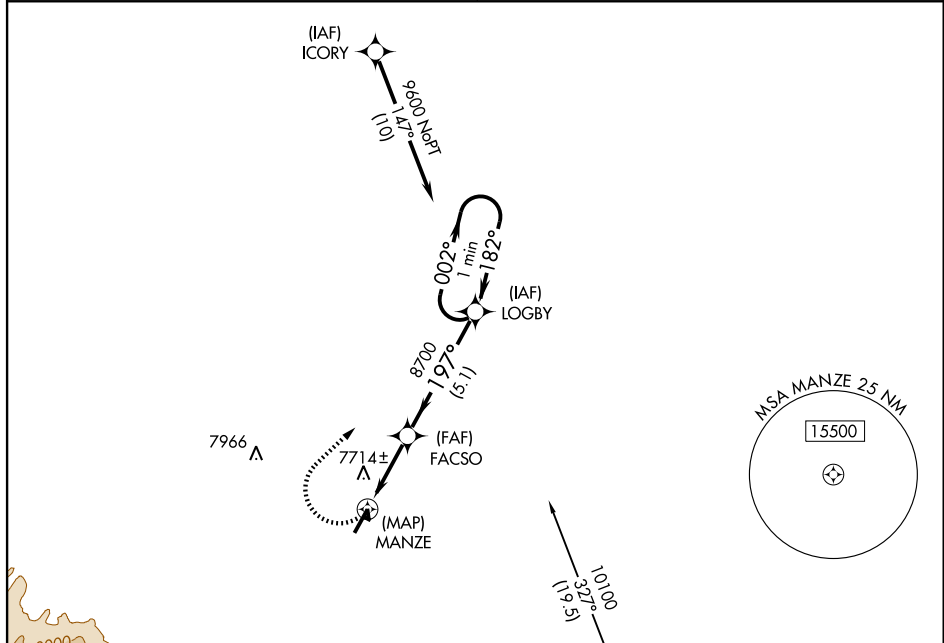 (IAF)
ICORY
9600 NoPT
147°
(10)
002°
1 min
182°
(IAF)
LOGBY
8700
197°
(5.1)
(FAF)
FACSO
7966
7714±
(MAP)
MANZE
MSA MANZE 25 NM
15500
10100
327°
(19.5)